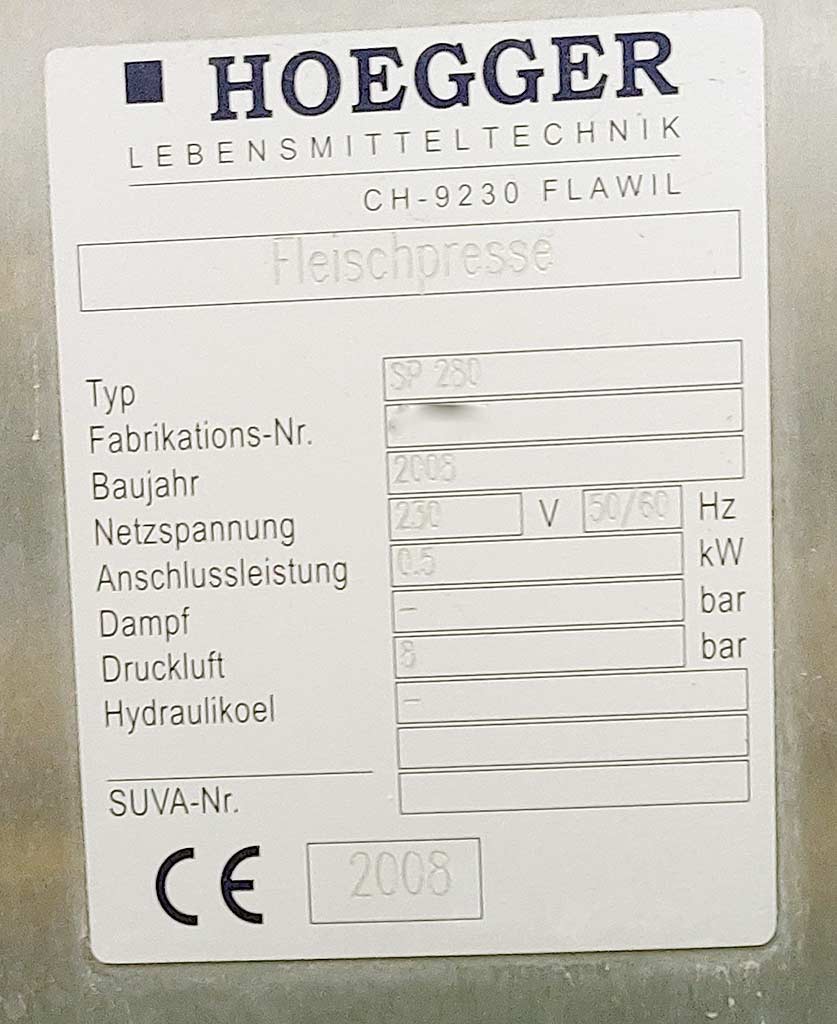 HOEGGER
LEBENSMITTELTECHNIK
CH-9230 FLAWIL
Fleischpresse
Typ SP 280
Fabrikations-Nr.
Baujahr 2008
Netzspannung 230 V 50/60 Hz
Anschlussleistung 0.5 kW
Dampf – bar
Druckluft 8 bar
Hydraulikoel –
SUVA-Nr.
CE 2008